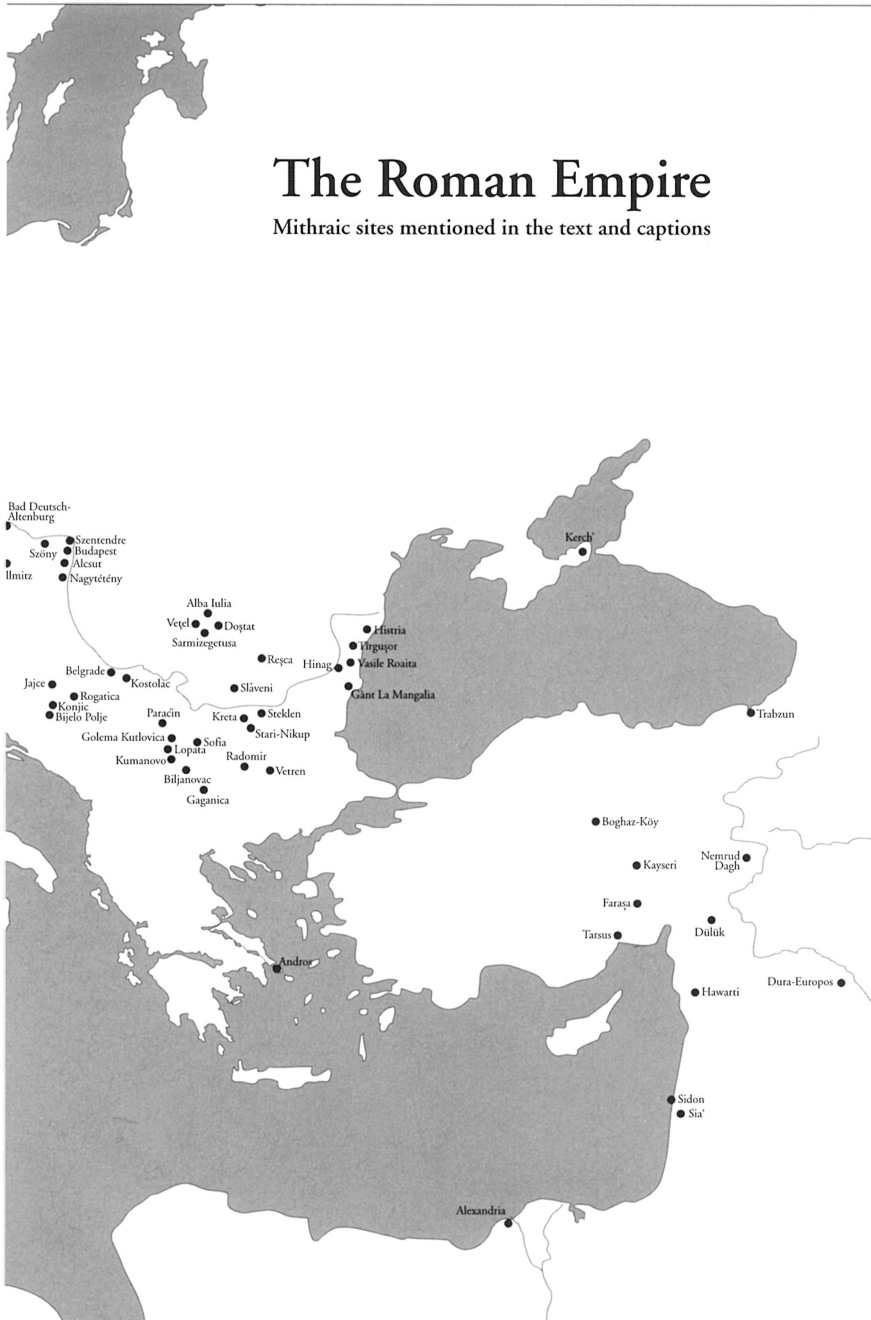 The Roman Empire
Mithraic sites mentioned in the text and captions
Bad Deutsch-
Altenburg
Szentendre
Szöny
Budapest
Alcsut
llmitz
Nagytétény
Kerch'
Alba Iulia
Veţel
Doştat
Sarmizegetusa
Histria
Tîrguşor
Reşca
Hinag
Vasile Roaita
Belgrade
Kostolac
Jajce
Slăveni
Gànt La Mangalia
Rogatica
Konjic
Bijelo Polje
Paraćin
Kreta
Steklen
Trabzun
Stari-Nikup
Golema Kutlovica
Sofia
Lopata
Kumanovo
Radomir
Biljanovac
Vetren
Gaganica
Boghaz-Köy
Nemrud
Dagh
Kayseri
Faraşa
Dülük
Tarsus
Andros
Dura-Europos
Hawarti
Sidon
Sia'
Alexandria